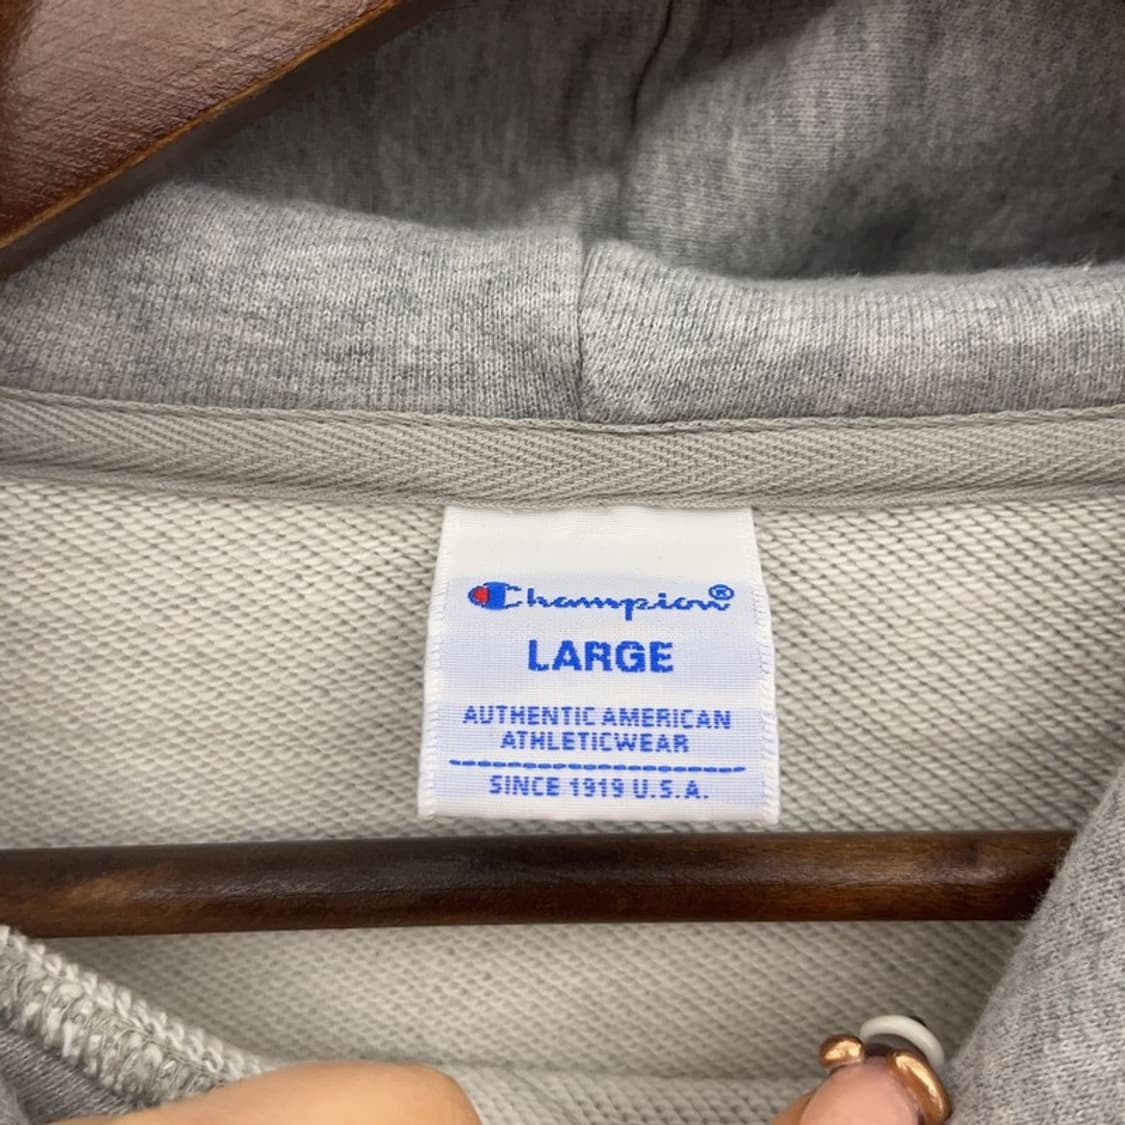 Champion®
LARGE
AUTHENTIC AMERICAN
ATHLETICWEAR
SINCE 1919 U.S.A.